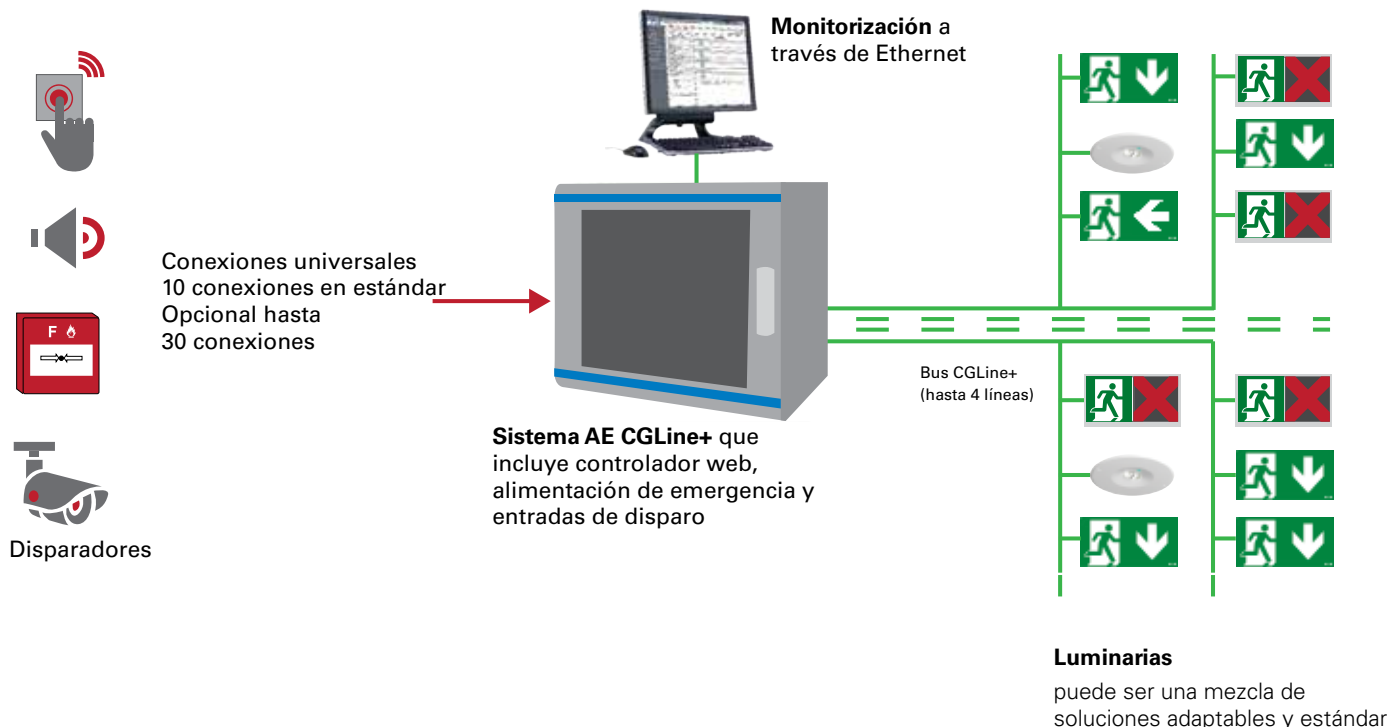 Monitorización a
través de Ethernet
Conexiones universales
10 conexiones en estándar
Opcional hasta
30 conexiones
F
Disparadores
Sistema AE CGLine+ que
incluye controlador web,
alimentación de emergencia y
entradas de disparo
Bus CGLine+
(hasta 4 líneas)
Luminarias
puede ser una mezcla de
soluciones adaptables y estándar